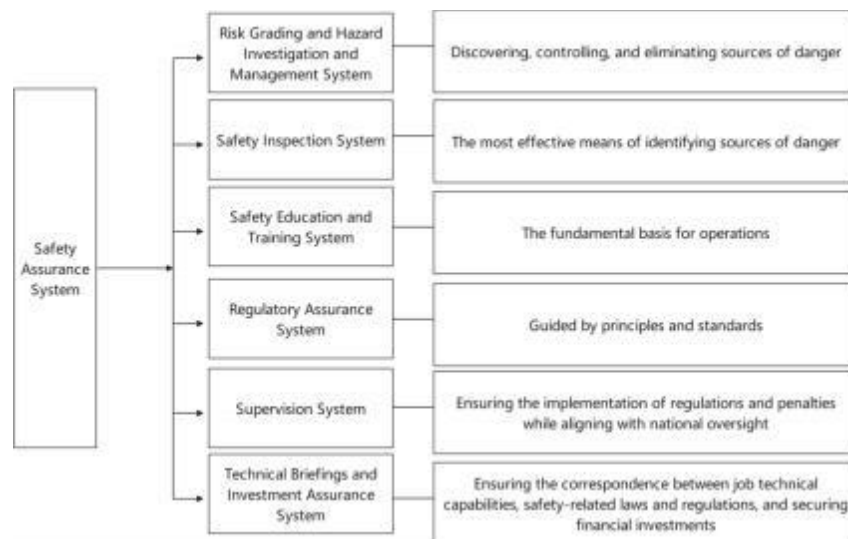 Risk Grading and Hazard
Investigation and
Management System
Discovering, controlling, and eliminating sources of danger
Safety Inspection System
The most effective means of identifying sources of danger
Safety Education and
Training System
The fundamental basis for operations
Safety
Assurance
System
Regulatory Assurance
System
Guided by principles and standards
Supervision System
Ensuring the implementation of regulations and penalties
while aligning with national oversight
Technical Briefings and
Investment Assurance
System
Ensuring the correspondence between job technical
capabilities, safety-related laws and regulations, and securing
financial investments